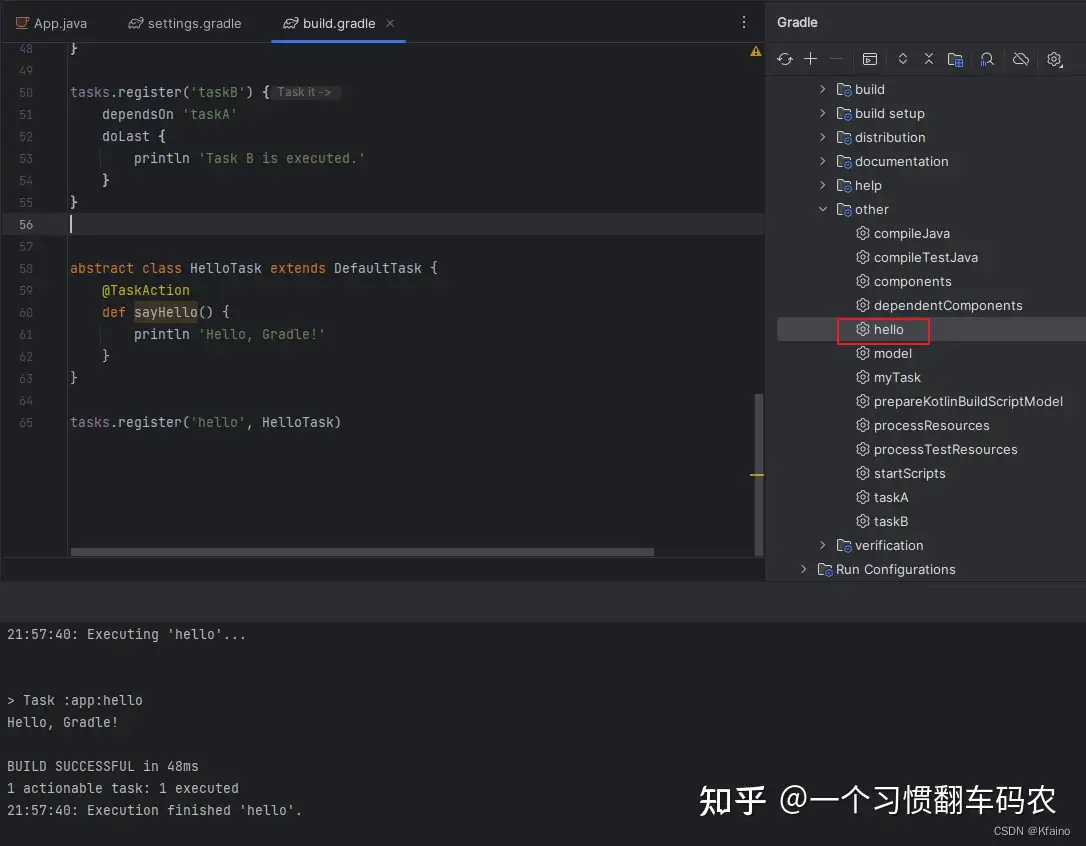 App.java settings.gradle build.gradle
48 }
49
50 tasks.register('taskB') { Task it ->
51 dependsOn 'taskA'
52 doLast {
53 println 'Task B is executed.'
54 }
55 }
56
57
58 abstract class HelloTask extends DefaultTask {
59 @TaskAction
60 def sayHello() {
61 println 'Hello, Gradle!'
62 }
63 }
64
65 tasks.register('hello', HelloTask)
Gradle
build
build setup
distribution
documentation
help
other
compileJava
compileTestJava
components
dependentComponents
hello
model
myTask
prepareKotlinBuildScriptModel
processResources
processTestResources
startScripts
taskA
taskB
verification
Run Configurations
21:57:40: Executing 'hello'...
> Task :app:hello
Hello, Gradle!
BUILD SUCCESSFUL in 48ms
1 actionable task: 1 executed
21:57:40: Execution finished 'hello'.
知乎 @一个习惯翻车码农
CSDN @Kfaino